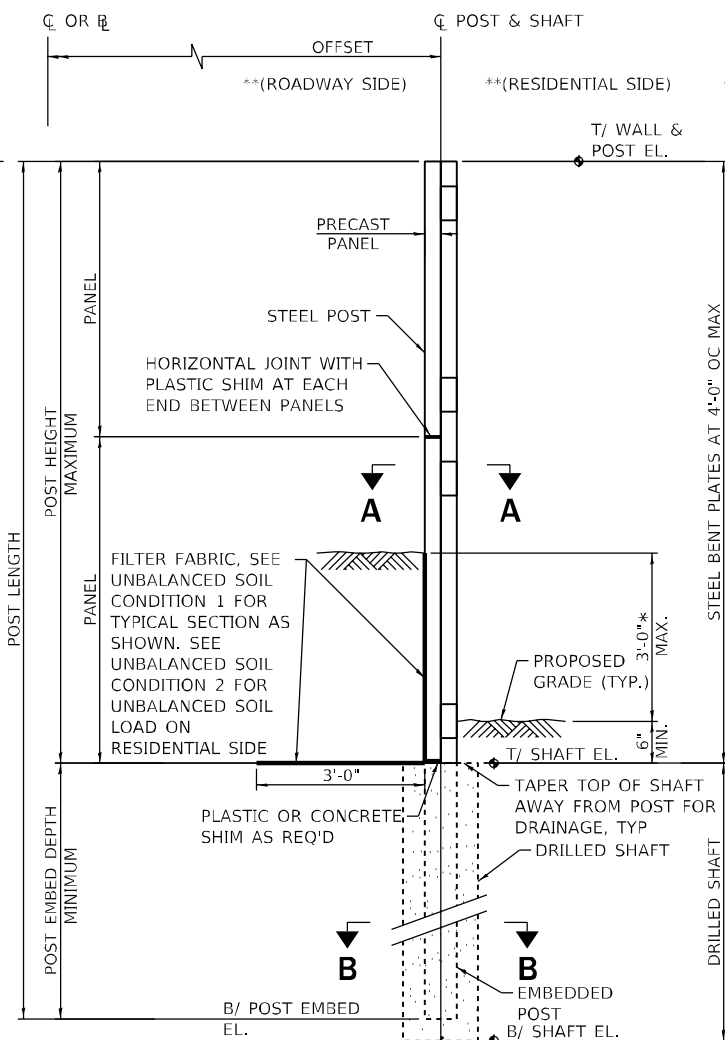 ℄ OR B̲L̲
℄ POST & SHAFT
OFFSET
**(ROADWAY SIDE)
**(RESIDENTIAL SIDE)
T/ WALL &
POST EL.
PRECAST
PANEL
PANEL
STEEL POST
HORIZONTAL JOINT WITH
PLASTIC SHIM AT EACH
END BETWEEN PANELS
POST LENGTH
POST HEIGHT
MAXIMUM
STEEL BENT PLATES AT 4'-0" OC MAX
A
A
PANEL
FILTER FABRIC, SEE
UNBALANCED SOIL
CONDITION 1 FOR
TYPICAL SECTION AS
SHOWN. SEE
UNBALANCED SOIL
CONDITION 2 FOR
UNBALANCED SOIL
LOAD ON
RESIDENTIAL SIDE
3'-0"*
MAX.
PROPOSED
GRADE (TYP.)
6"
MIN.
T/ SHAFT EL.
3'-0"
PLASTIC OR CONCRETE
SHIM AS REQ'D
TAPER TOP OF SHAFT
AWAY FROM POST FOR
DRAINAGE, TYP
DRILLED SHAFT
POST EMBED DEPTH
MINIMUM
DRILLED SHAFT
B
B
EMBEDDED
POST
B/ POST EMBED
EL.
B/ SHAFT EL.